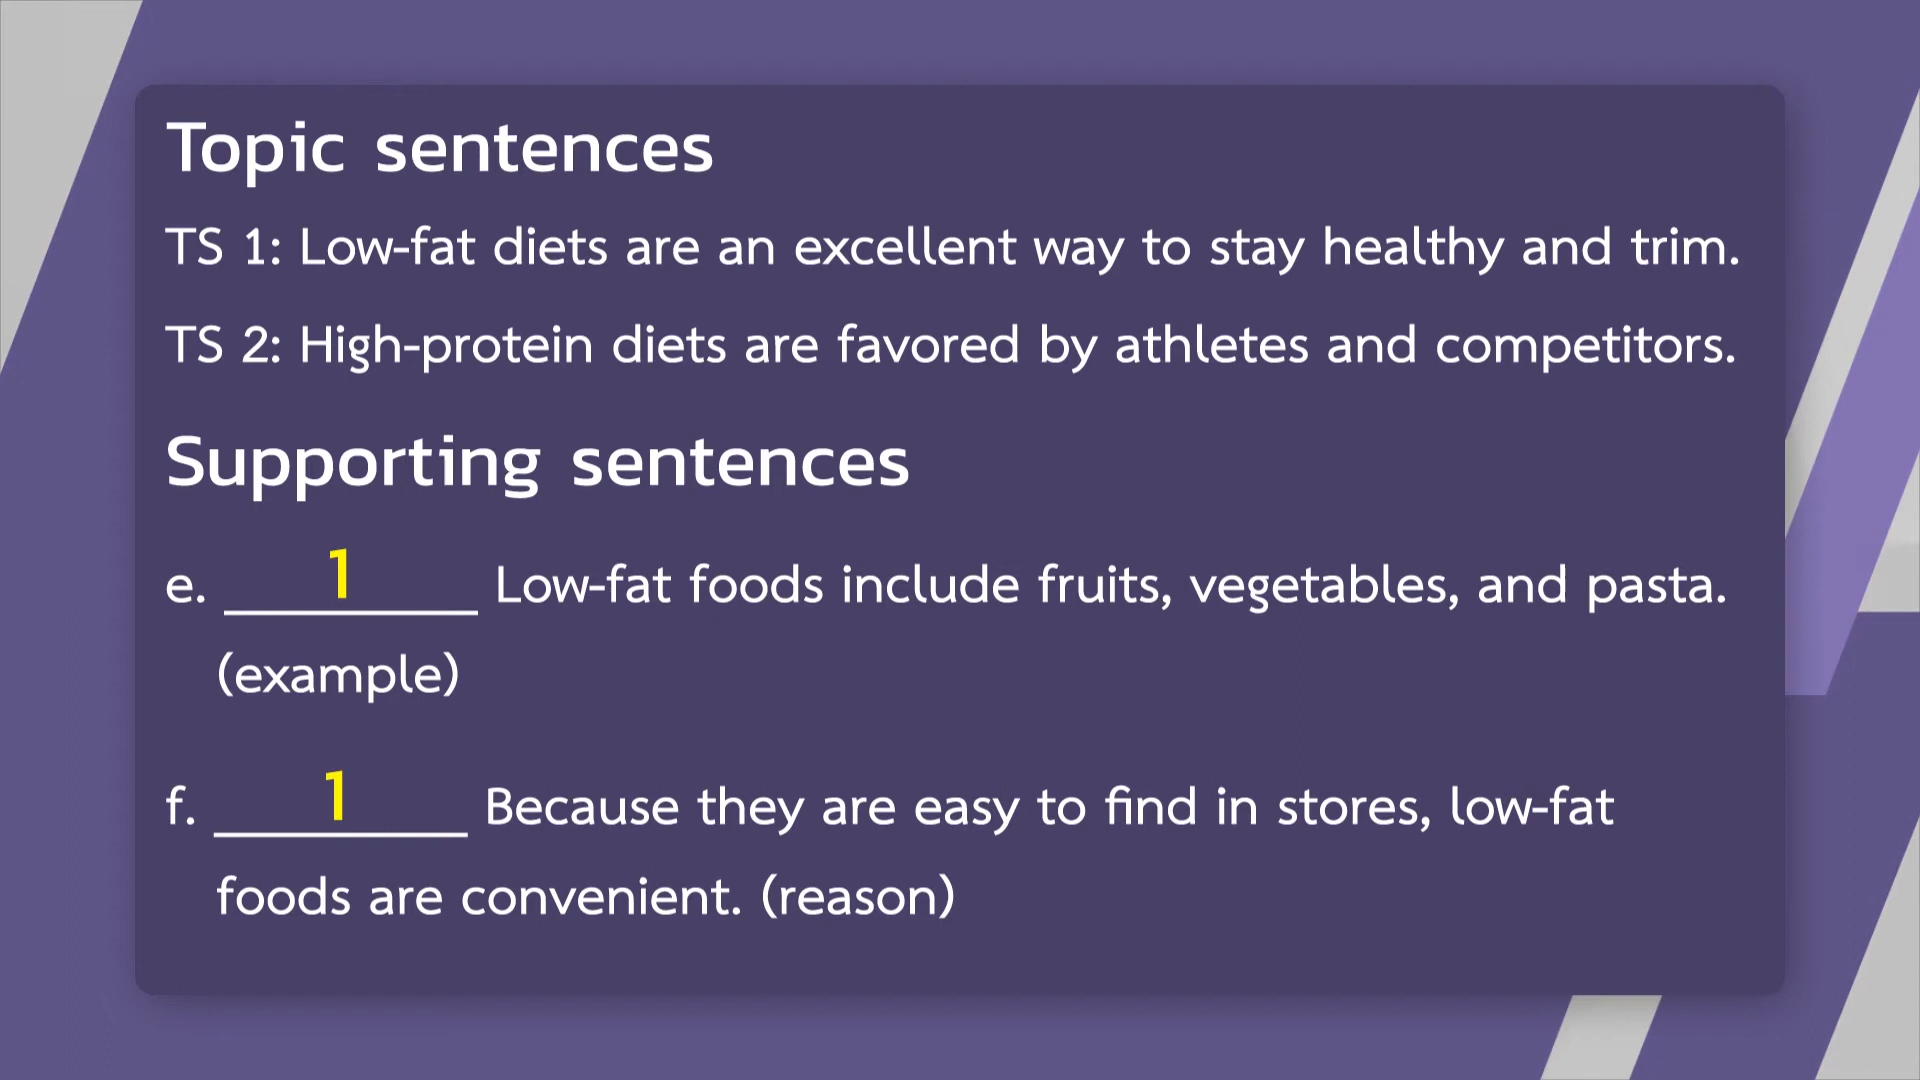 Topic sentences
TS 1: Low-fat diets are an excellent way to stay healthy and trim.
TS 2: High-protein diets are favored by athletes and competitors.
Supporting sentences
e. ____1____ Low-fat foods include fruits, vegetables, and pasta.
(example)
f. ____1____ Because they are easy to find in stores, low-fat
foods are convenient. (reason)